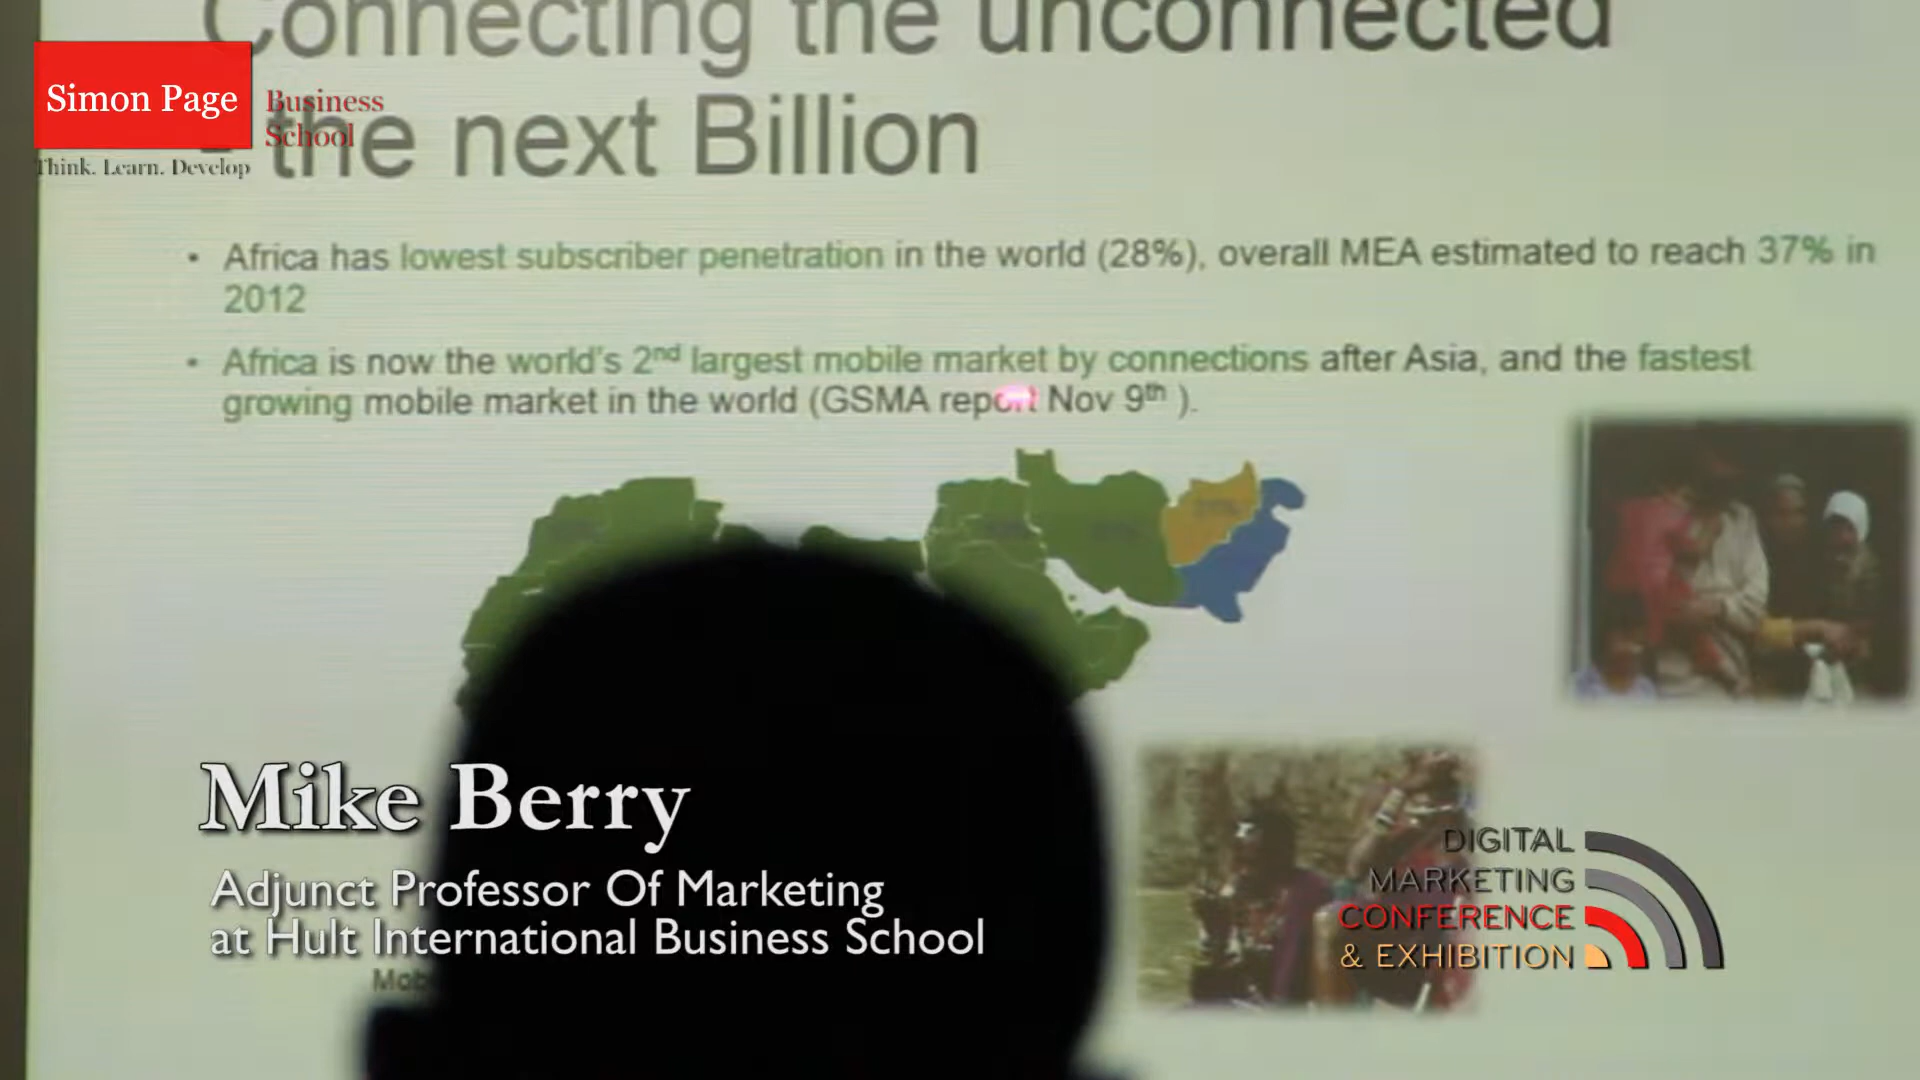 Connecting the unconnected
- the next Billion
Simon Page
Business
School
Think. Learn. Develop
• Africa has lowest subscriber penetration in the world (28%), overall MEA estimated to reach 37% in
2012
• Africa is now the world's 2nd largest mobile market by connections after Asia, and the fastest
growing mobile market in the world (GSMA report Nov 9th ).
Mike Berry
Adjunct Professor Of Marketing
at Hult International Business School
DIGITAL
MARKETING
CONFERENCE
& EXHIBITION